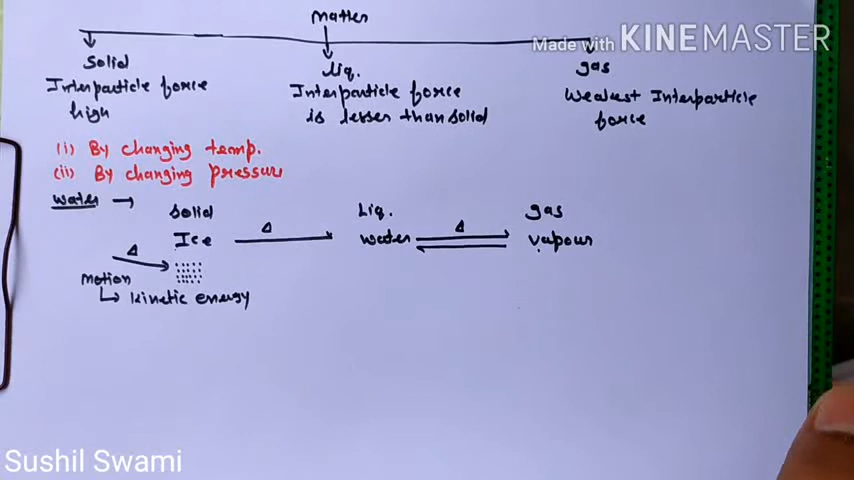 Matter
Made with KINEMASTER
Solid
Liq.
gas
Interparticle force
high
Interparticle force
is lesser than solid
Weakest Interparticle
force
(i) By changing temp.
(ii) By changing pressure
water →
Solid
Liq.
gas
Ice
Δ
water
Δ
vapour
Δ
motion
↳ kinetic energy
Sushil Swami